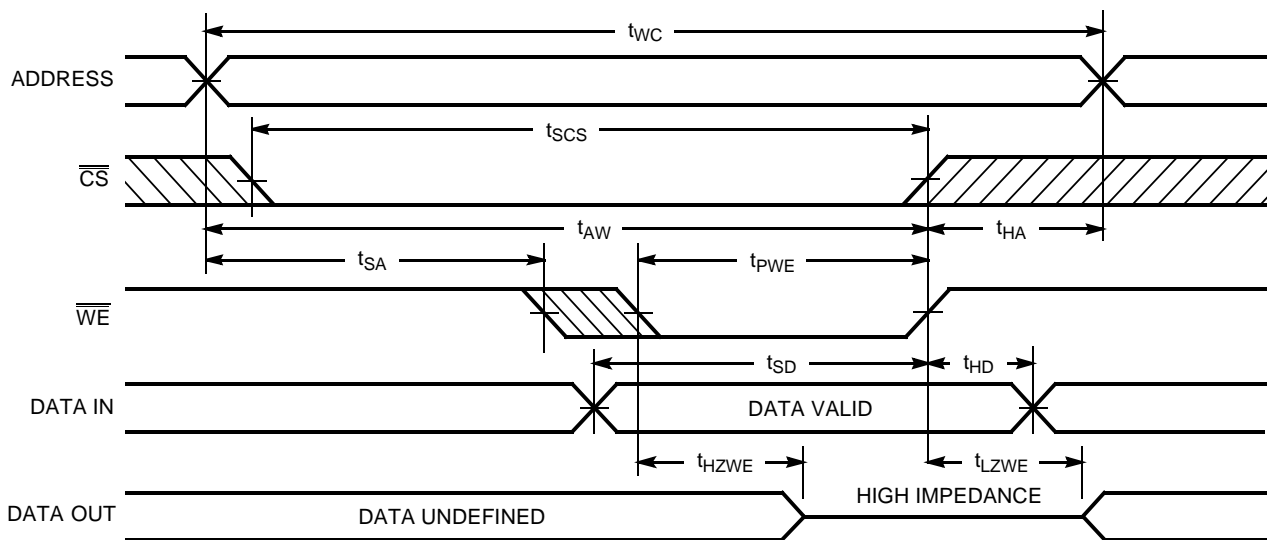 tWC
ADDRESS
tSCS
CS
tAW
tHA
tSA
tPWE
WE
tSD
tHD
DATA IN
DATA VALID
tHZWE
tLZWE
HIGH IMPEDANCE
DATA OUT
DATA UNDEFINED